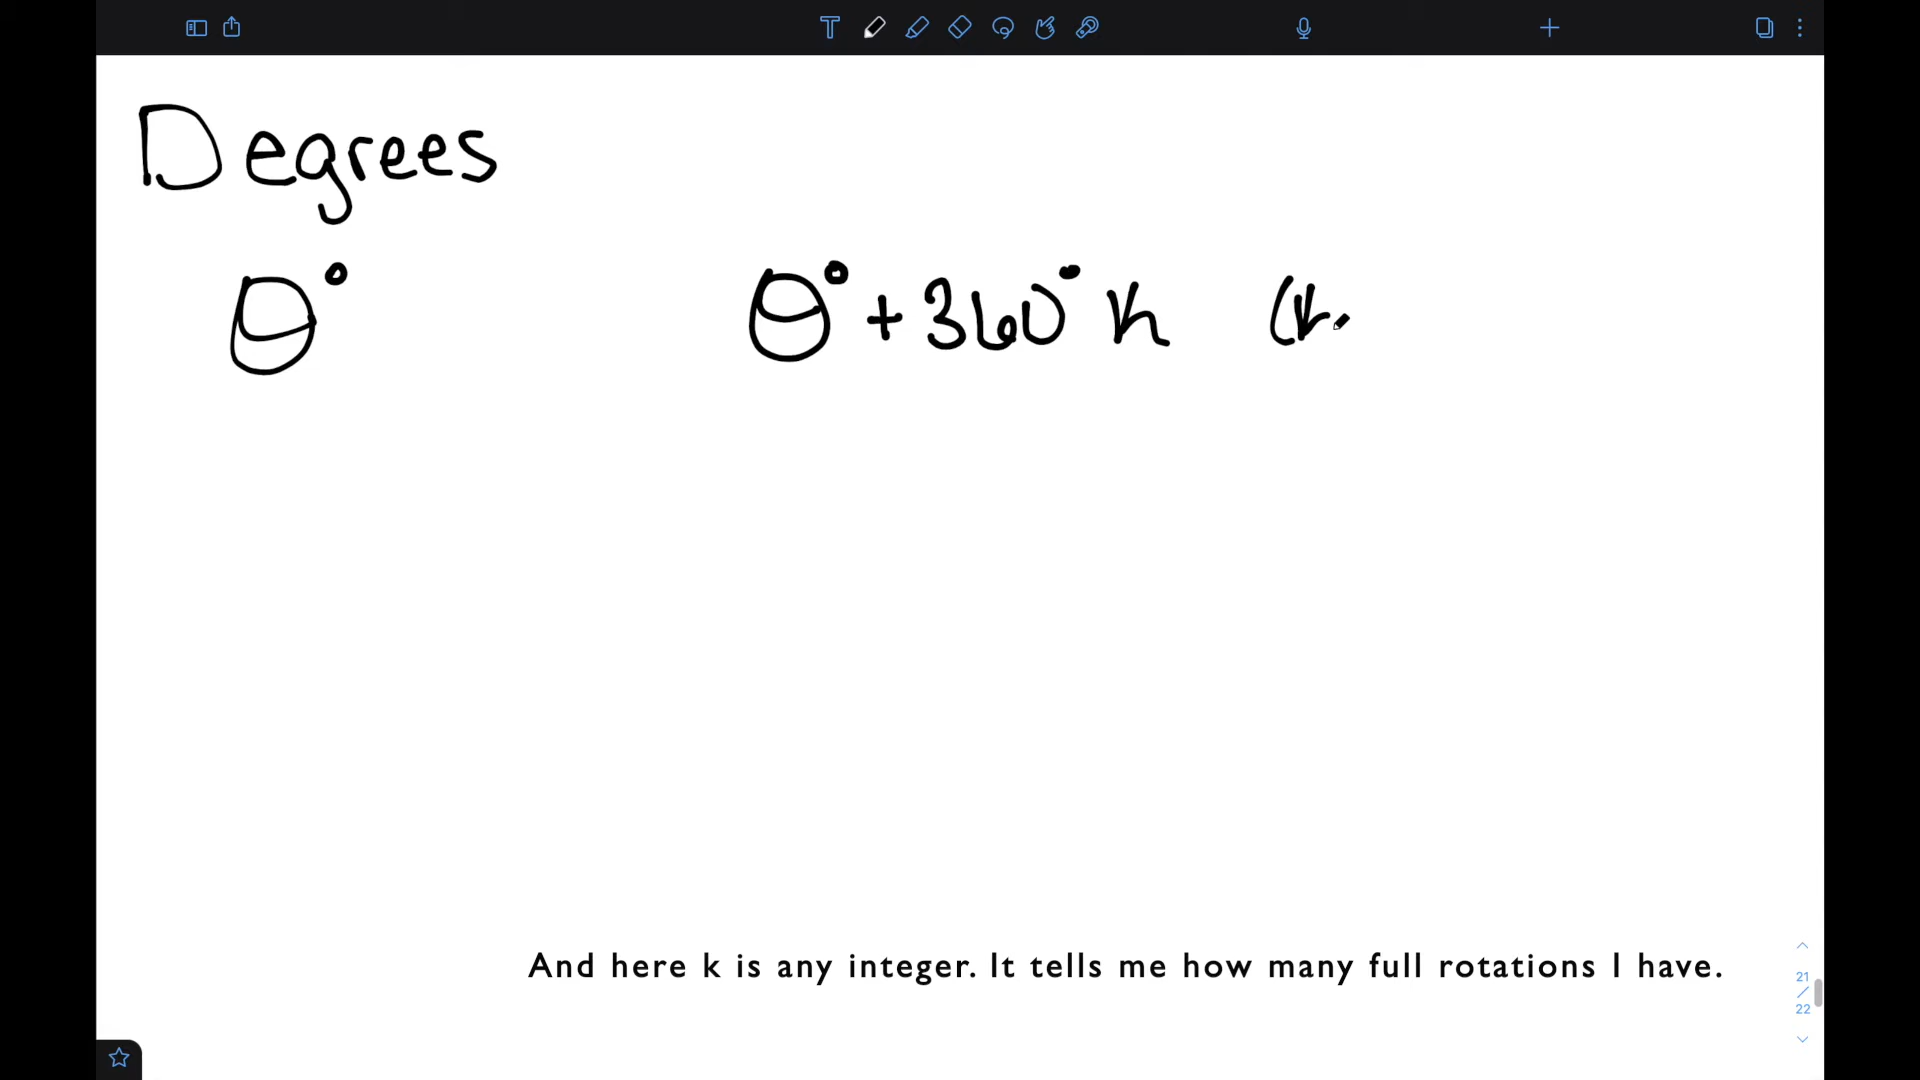 Degrees
θ° θ° + 360° k (k
And here k is any integer. It tells me how many full rotations I have.
21
/
22